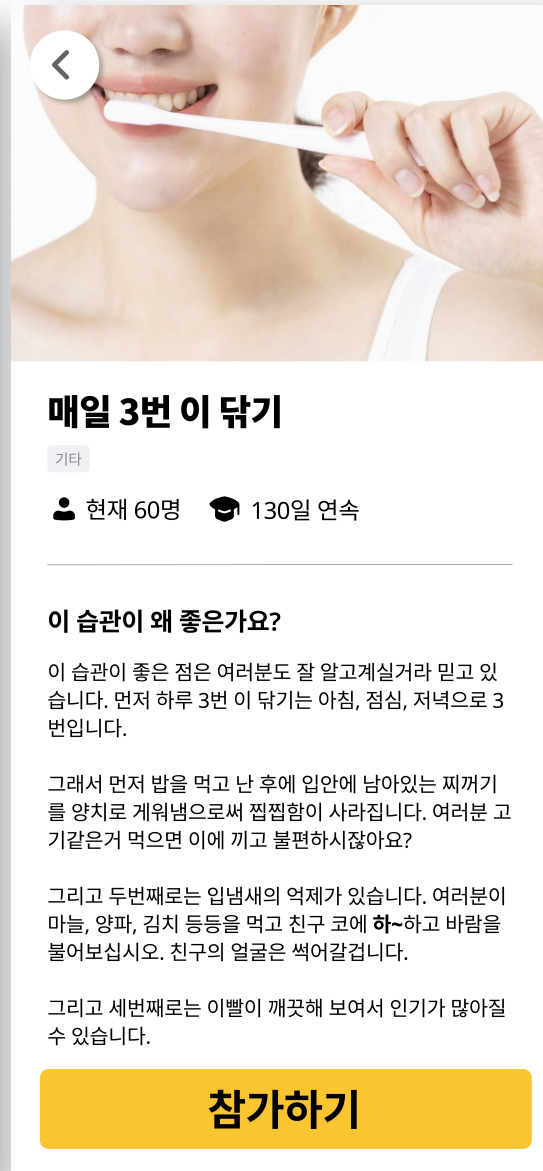 매일 3번 이 닦기
기타
현재 60명 130일 연속
이 습관이 왜 좋은가요?
이 습관이 좋은 점은 여러분도 잘 알고계실거라 믿고 있
습니다. 먼저 하루 3번 이 닦기는 아침, 점심, 저녁으로 3
번입니다.
그래서 먼저 밥을 먹고 난 후에 입안에 남아있는 찌꺼기
를 양치로 게워냄으로써 찝찝함이 사라집니다. 여러분 고
기같은거 먹으면 이에 끼고 불편하시잖아요?
그리고 두번째로는 입냄새의 억제가 있습니다. 여러분이
마늘, 양파, 김치 등등을 먹고 친구 코에 하~하고 바람을
불어보십시오. 친구의 얼굴은 썩어갈겁니다.
그리고 세번째로는 이빨이 깨끗해 보여서 인기가 많아질
수 있습니다.
참가하기